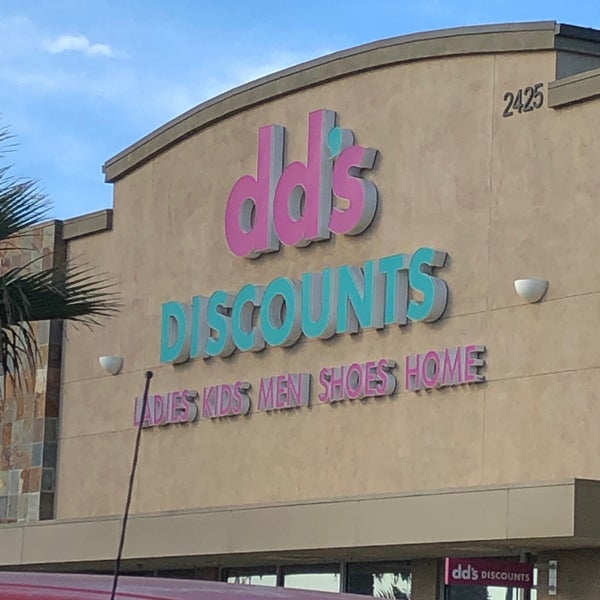 2425
dd's
DISCOUNTS
LADIES KIDS MEN SHOES HOME
dd's DISCOUNTS